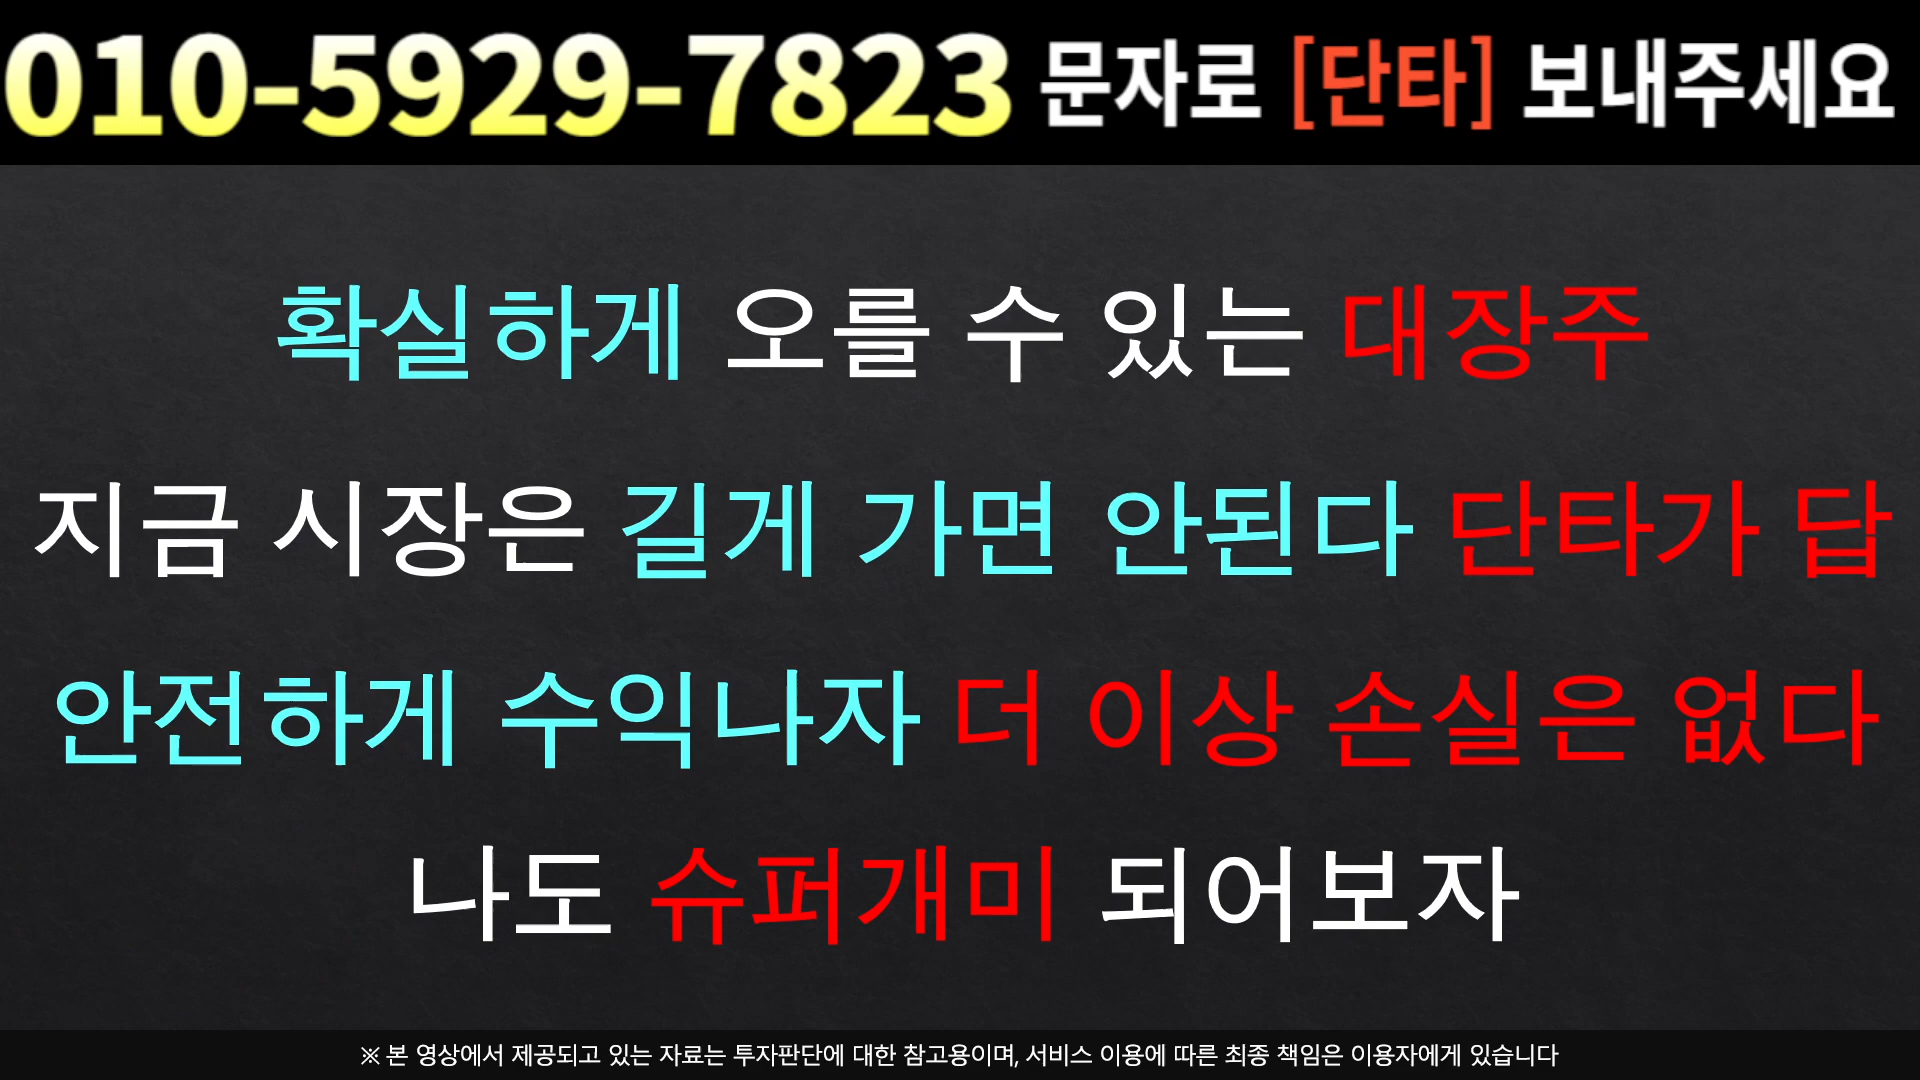 010-5929-7823 문자로 [단타] 보내주세요
확실하게 오를 수 있는 대장주
지금 시장은 길게 가면 안된다 단타가 답
안전하게 수익나자 더 이상 손실은 없다
나도 슈퍼개미 되어보자
※ 본 영상에서 제공되고 있는 자료는 투자판단에 대한 참고용이며, 서비스 이용에 따른 최종 책임은 이용자에게 있습니다